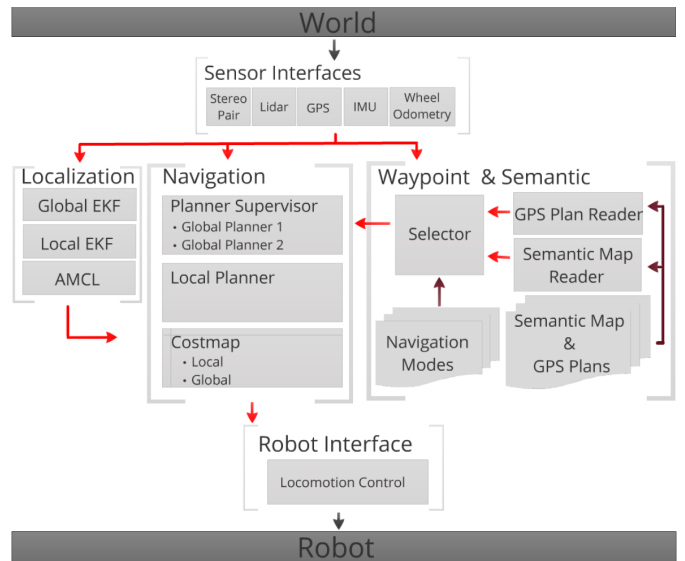 World
Sensor Interfaces
Stereo
Pair
Lidar
GPS
IMU
Wheel
Odometry
Localization
Global EKF
Local EKF
AMCL
Navigation
Planner Supervisor
• Global Planner 1
• Global Planner 2
Local Planner
Costmap
• Local
• Global
Waypoint & Semantic
Selector
GPS Plan Reader
Semantic Map
Reader
Navigation
Modes
Semantic Map
&
GPS Plans
Robot Interface
Locomotion Control
Robot